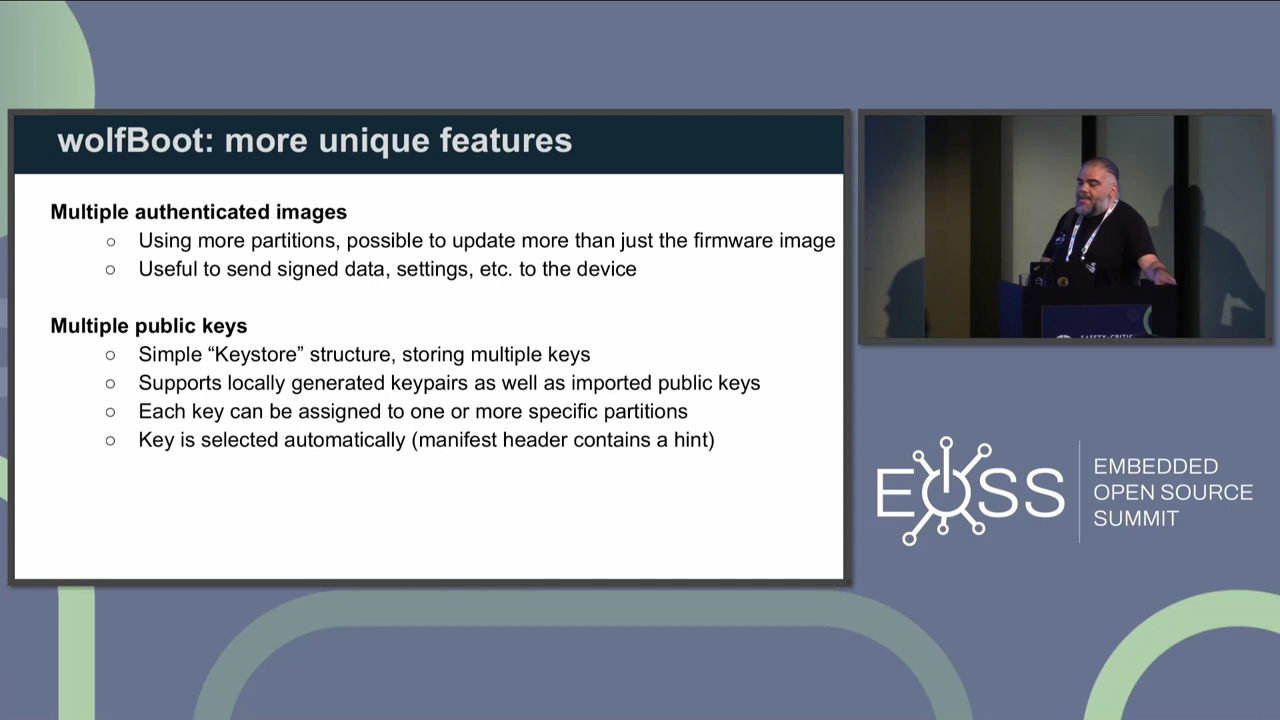 wolfBoot: more unique features
Multiple authenticated images
○ Using more partitions, possible to update more than just the firmware image
○ Useful to send signed data, settings, etc. to the device
Multiple public keys
○ Simple “Keystore” structure, storing multiple keys
○ Supports locally generated keypairs as well as imported public keys
○ Each key can be assigned to one or more specific partitions
○ Key is selected automatically (manifest header contains a hint)
EOSS
EMBEDDED
OPEN SOURCE
SUMMIT